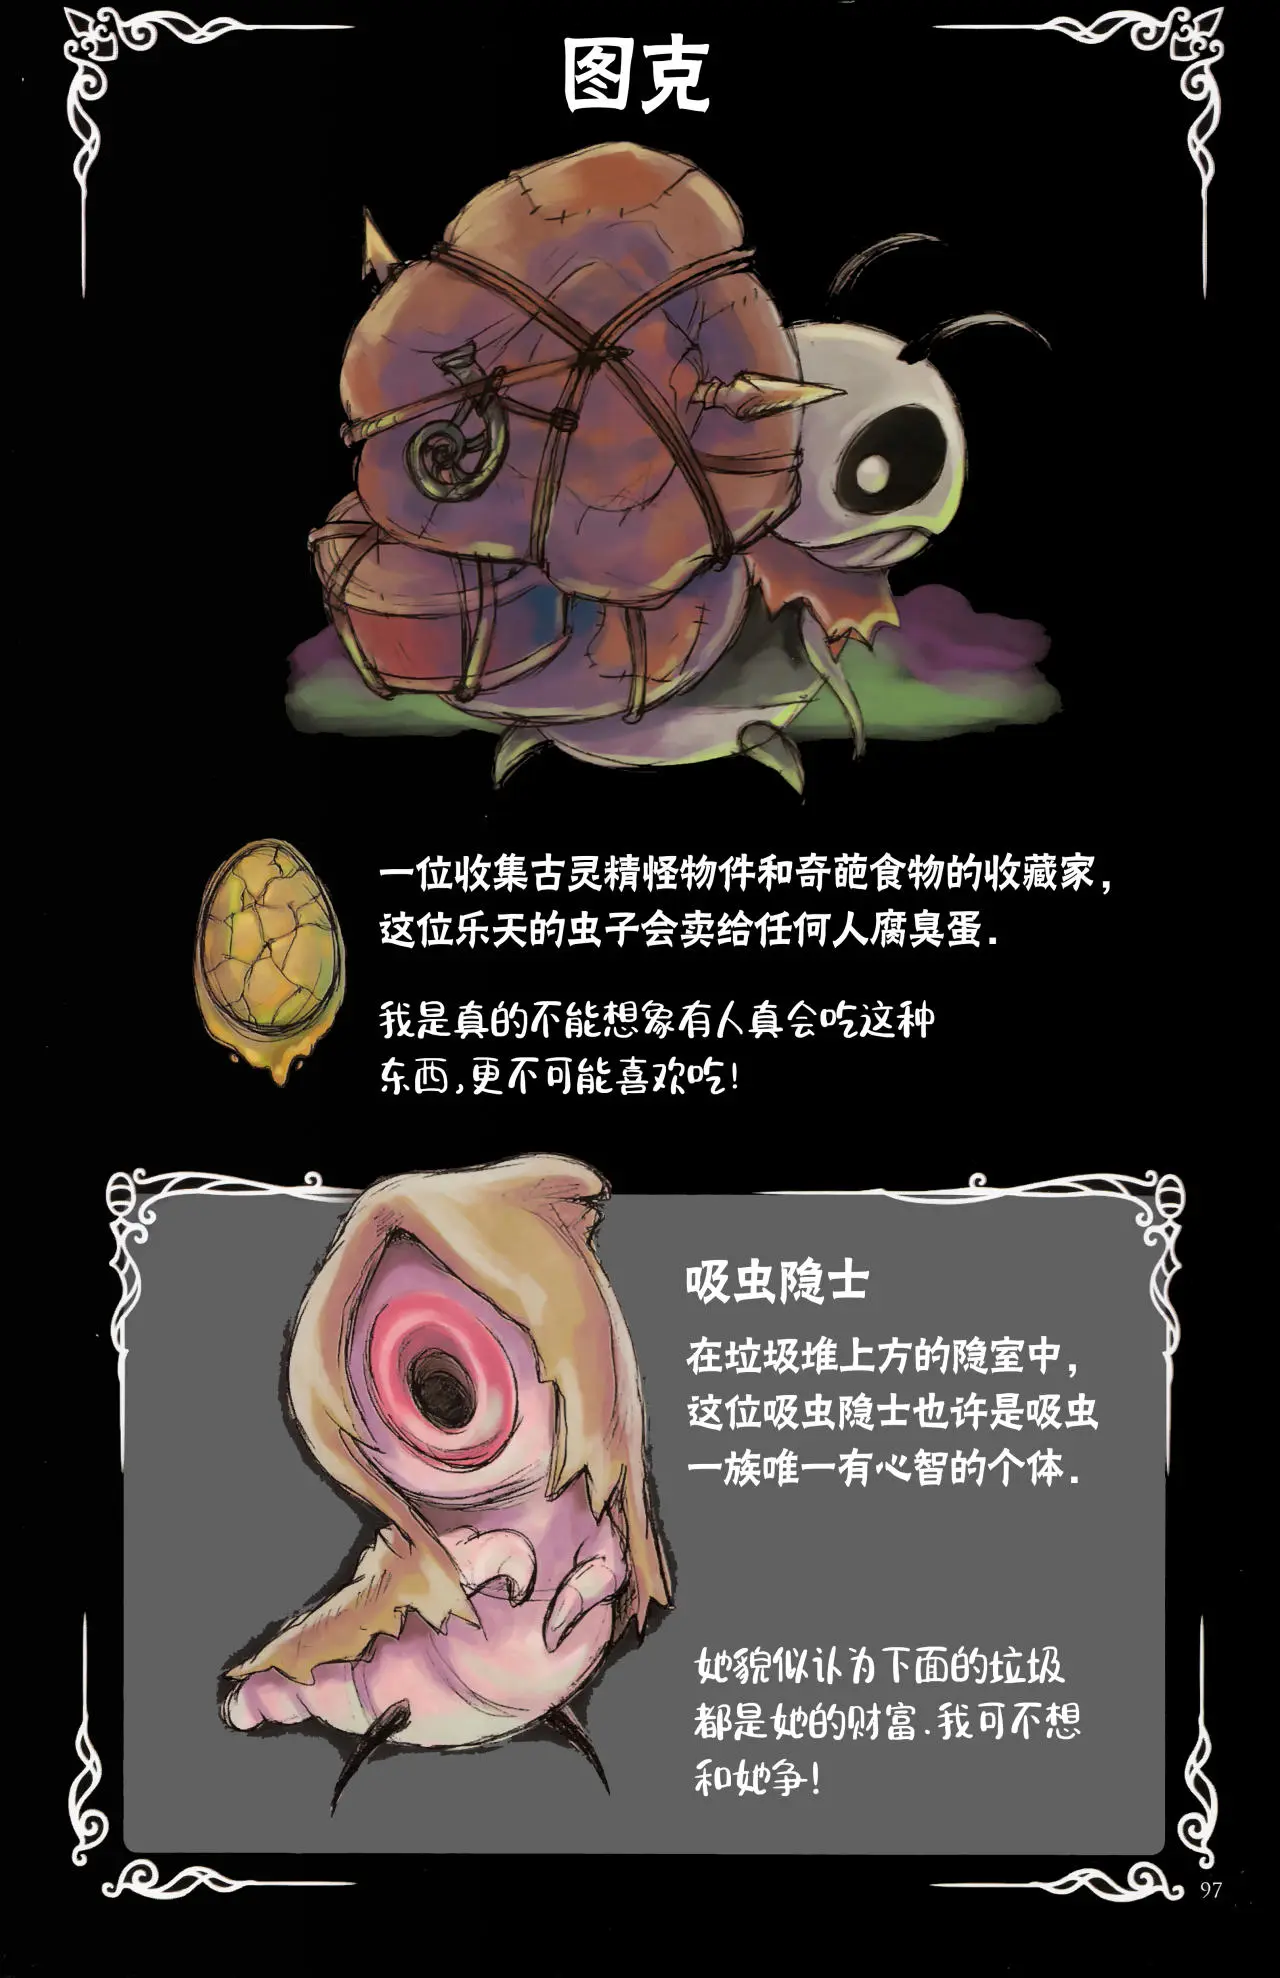 图克
一位收集古灵精怪物件和奇葩食物的收藏家,
这位乐天的虫子会卖给任何人腐臭蛋.
我是真的不能想象有人真会吃这种
东西,更不可能喜欢吃!
吸虫隐士
在垃圾堆上方的隐室中,
这位吸虫隐士也许是吸虫
一族唯一有心智的个体.
她貌似认为下面的垃圾
都是她的财富.我可不想
和她争!
97